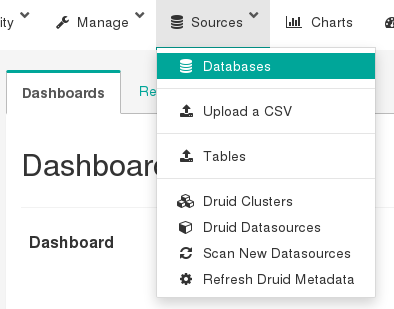 ity Manage Sources Charts
Databases
Dashboards Re
Upload a CSV
Dashboar
Tables
Druid Clusters
Druid Datasources
Dashboard
Scan New Datasources
Refresh Druid Metadata